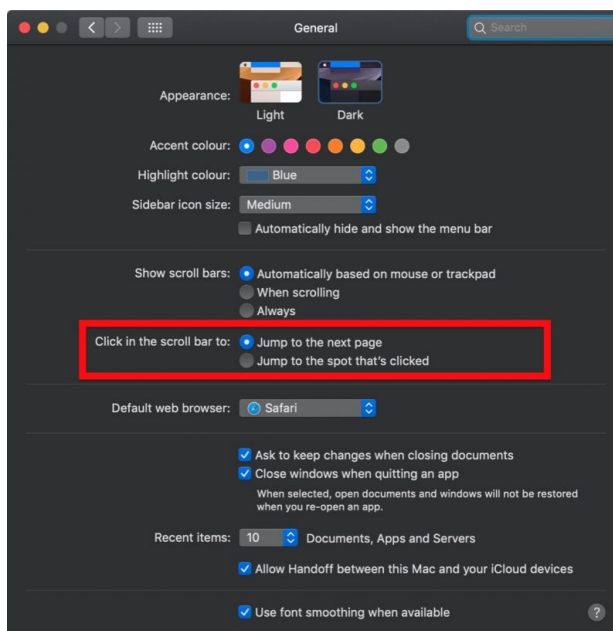 General
Search
Appearance:
Light
Dark
Accent colour:
Highlight colour:
Blue
Sidebar icon size:
Medium
Automatically hide and show the menu bar
Show scroll bars:
Automatically based on mouse or trackpad
When scrolling
Always
Click in the scroll bar to:
Jump to the next page
Jump to the spot that's clicked
Default web browser:
Safari
Ask to keep changes when closing documents
Close windows when quitting an app
When selected, open documents and windows will not be restored
when you re-open an app.
Recent items:
10
Documents, Apps and Servers
Allow Handoff between this Mac and your iCloud devices
Use font smoothing when available
?